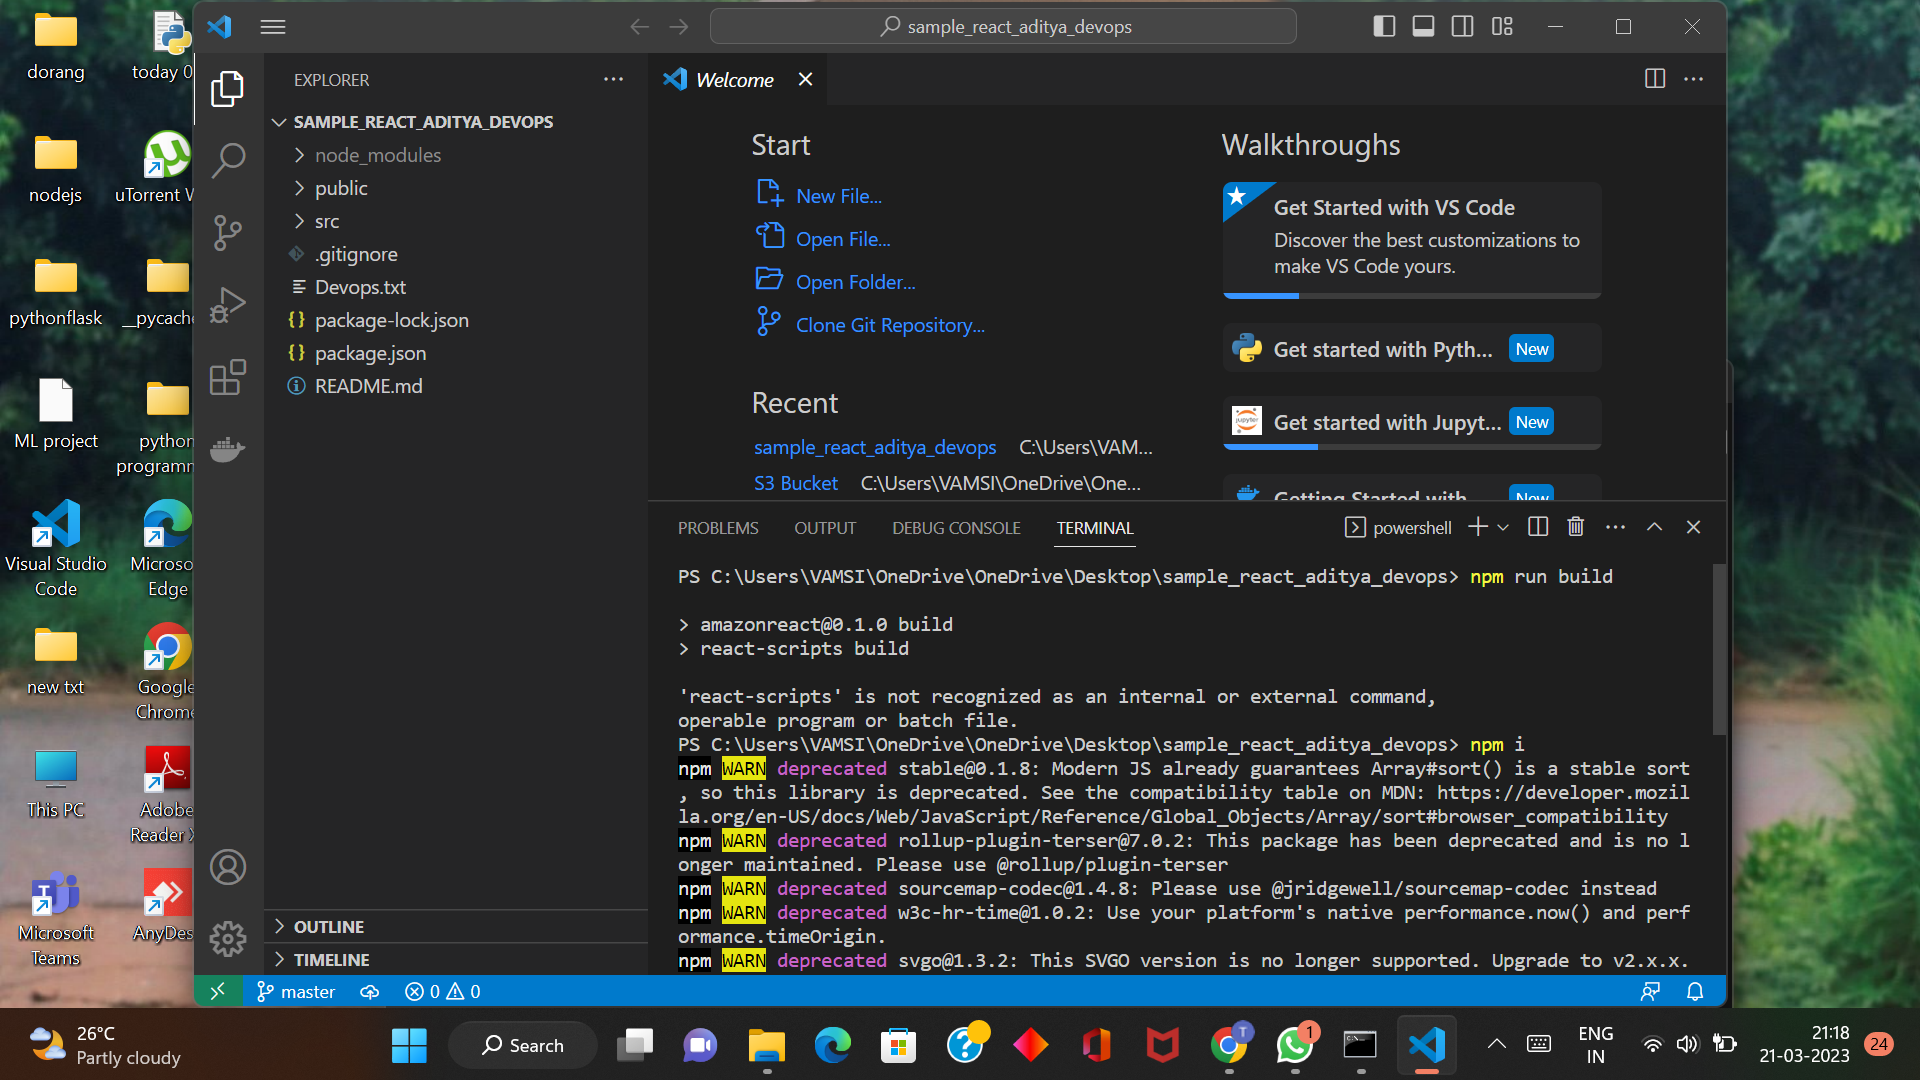 dorang
today 0
nodejs
uTorrent W
pythonflask
__pycache
ML project
python
programm
Visual Studio
Code
Microso
Edge
new txt
Google
Chrome
This PC
Adobe
Reader X
Microsoft
Teams
AnyDes
sample_react_aditya_devops
EXPLORER
SAMPLE_REACT_ADITYA_DEVOPS
node_modules
public
src
.gitignore
Devops.txt
package-lock.json
package.json
README.md
OUTLINE
TIMELINE
Welcome
Start
New File...
Open File...
Open Folder...
Clone Git Repository...
Recent
sample_react_aditya_devops C:\Users\VAM...
S3 Bucket C:\Users\VAMSI\OneDrive\One...
Walkthroughs
Get Started with VS Code
Discover the best customizations to
make VS Code yours.
Get started with Pyth... New
jupyter Get started with Jupyt... New
Getting Started with New
PROBLEMS OUTPUT DEBUG CONSOLE TERMINAL powershell
PS C:\Users\VAMSI\OneDrive\OneDrive\Desktop\sample_react_aditya_devops> npm run build
> amazonreact@0.1.0 build
> react-scripts build
'react-scripts' is not recognized as an internal or external command,
operable program or batch file.
PS C:\Users\VAMSI\OneDrive\OneDrive\Desktop\sample_react_aditya_devops> npm i
npm WARN deprecated stable@0.1.8: Modern JS already guarantees Array#sort() is a stable sort
, so this library is deprecated. See the compatibility table on MDN: https://developer.mozil
la.org/en-US/docs/Web/JavaScript/Reference/Global_Objects/Array/sort#browser_compatibility
npm WARN deprecated rollup-plugin-terser@7.0.2: This package has been deprecated and is no l
onger maintained. Please use @rollup/plugin-terser
npm WARN deprecated sourcemap-codec@1.4.8: Please use @jridgewell/sourcemap-codec instead
npm WARN deprecated w3c-hr-time@1.0.2: Use your platform's native performance.now() and perf
ormance.timeOrigin.
npm WARN deprecated svgo@1.3.2: This SVGO version is no longer supported. Upgrade to v2.x.x.
master 0 0
26°C
Partly cloudy
Search
T
1
ENG
IN
21:18
21-03-2023
24